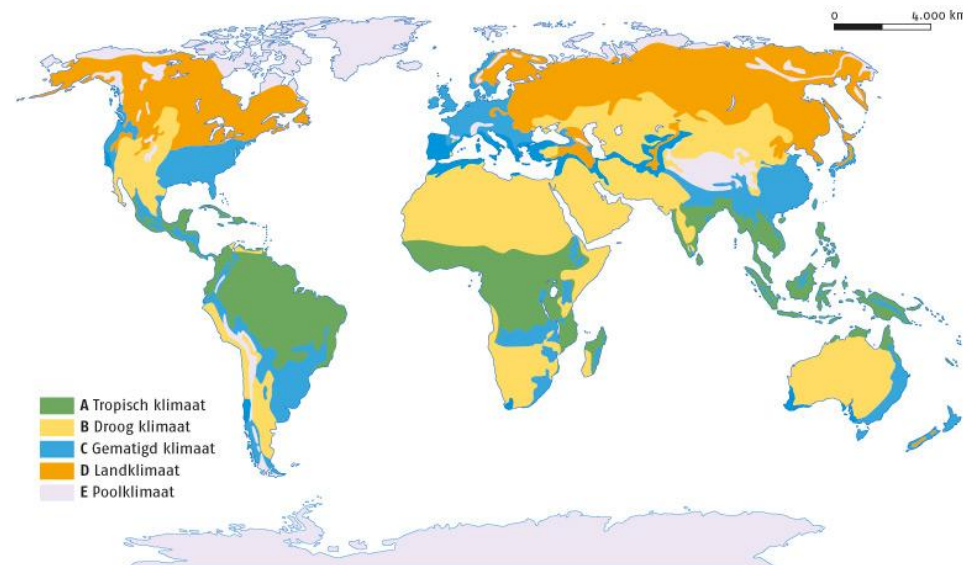 0 4.000 km
A Tropisch klimaat
B Droog klimaat
C Gematigd klimaat
D Landklimaat
E Poolklimaat